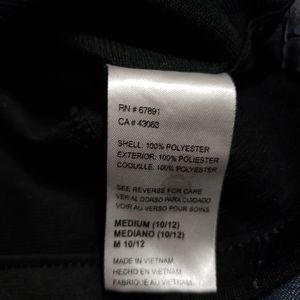 RN # 67891
CA # 43083
SHELL: 100% POLYESTER
EXTERIOR: 100% POLIESTER
COQUILLE: 100% POLYESTER
SEE REVERSE FOR CARE
VER AL DORSO PARA CUIDADO
VOIR AU VERSO POUR SOINS
MEDIUM (10/12)
MEDIANO (10/12)
M 10/12
MADE IN VIETNAM
HECHO EN VIETNAM
FABRIQUÉ AU VIETNAM